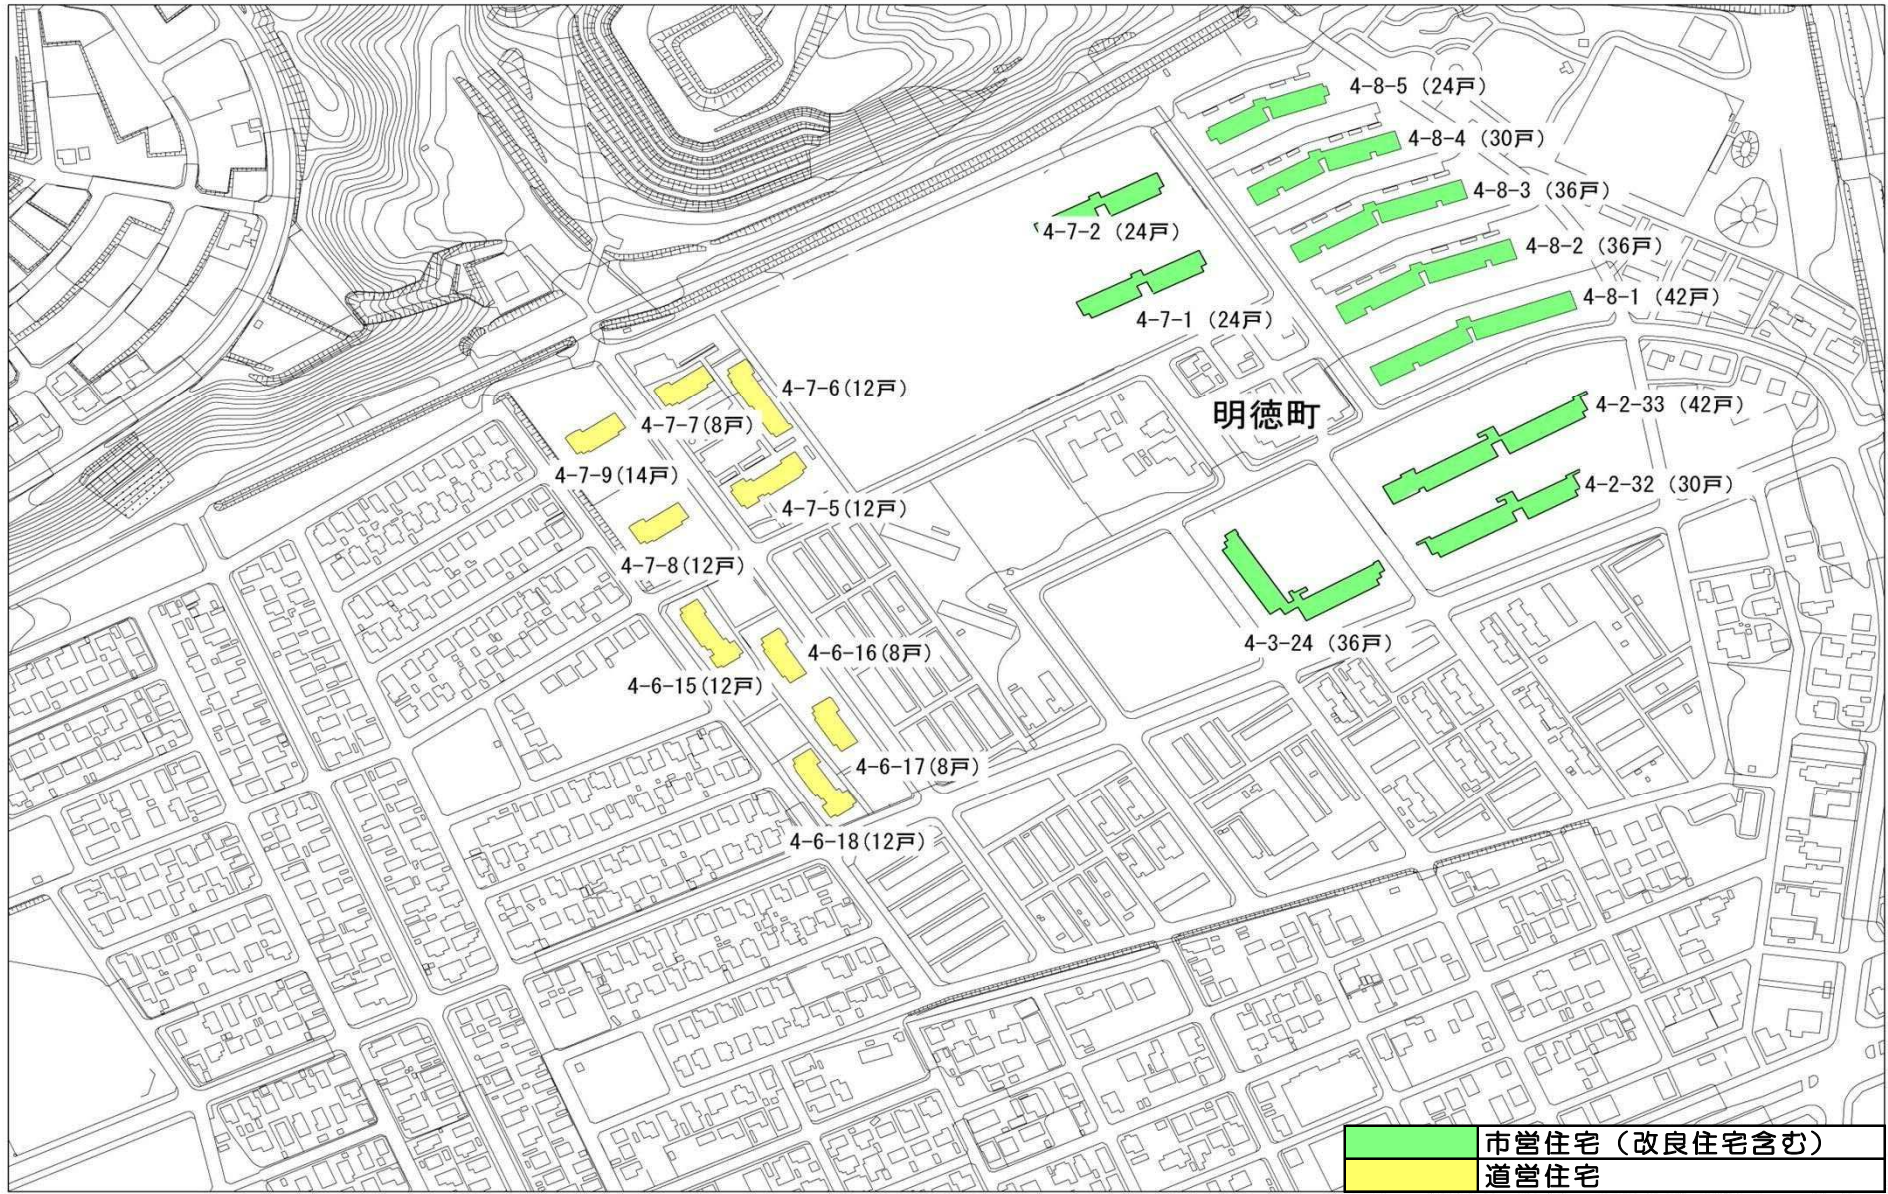 4-8-5（24戸）
4-8-4（30戸）
4-8-3（36戸）
4-7-2（24戸）
4-8-2（36戸）
4-8-1（42戸）
4-7-1（24戸）
4-7-6(12戸)
明徳町
4-2-33（42戸）
4-7-7(8戸)
4-7-9(14戸)
4-2-32（30戸）
4-7-5(12戸)
4-7-8(12戸)
4-3-24（36戸）
4-6-16(8戸)
4-6-15(12戸)
4-6-17(8戸)
4-6-18(12戸)
市営住宅（改良住宅含む）
道営住宅